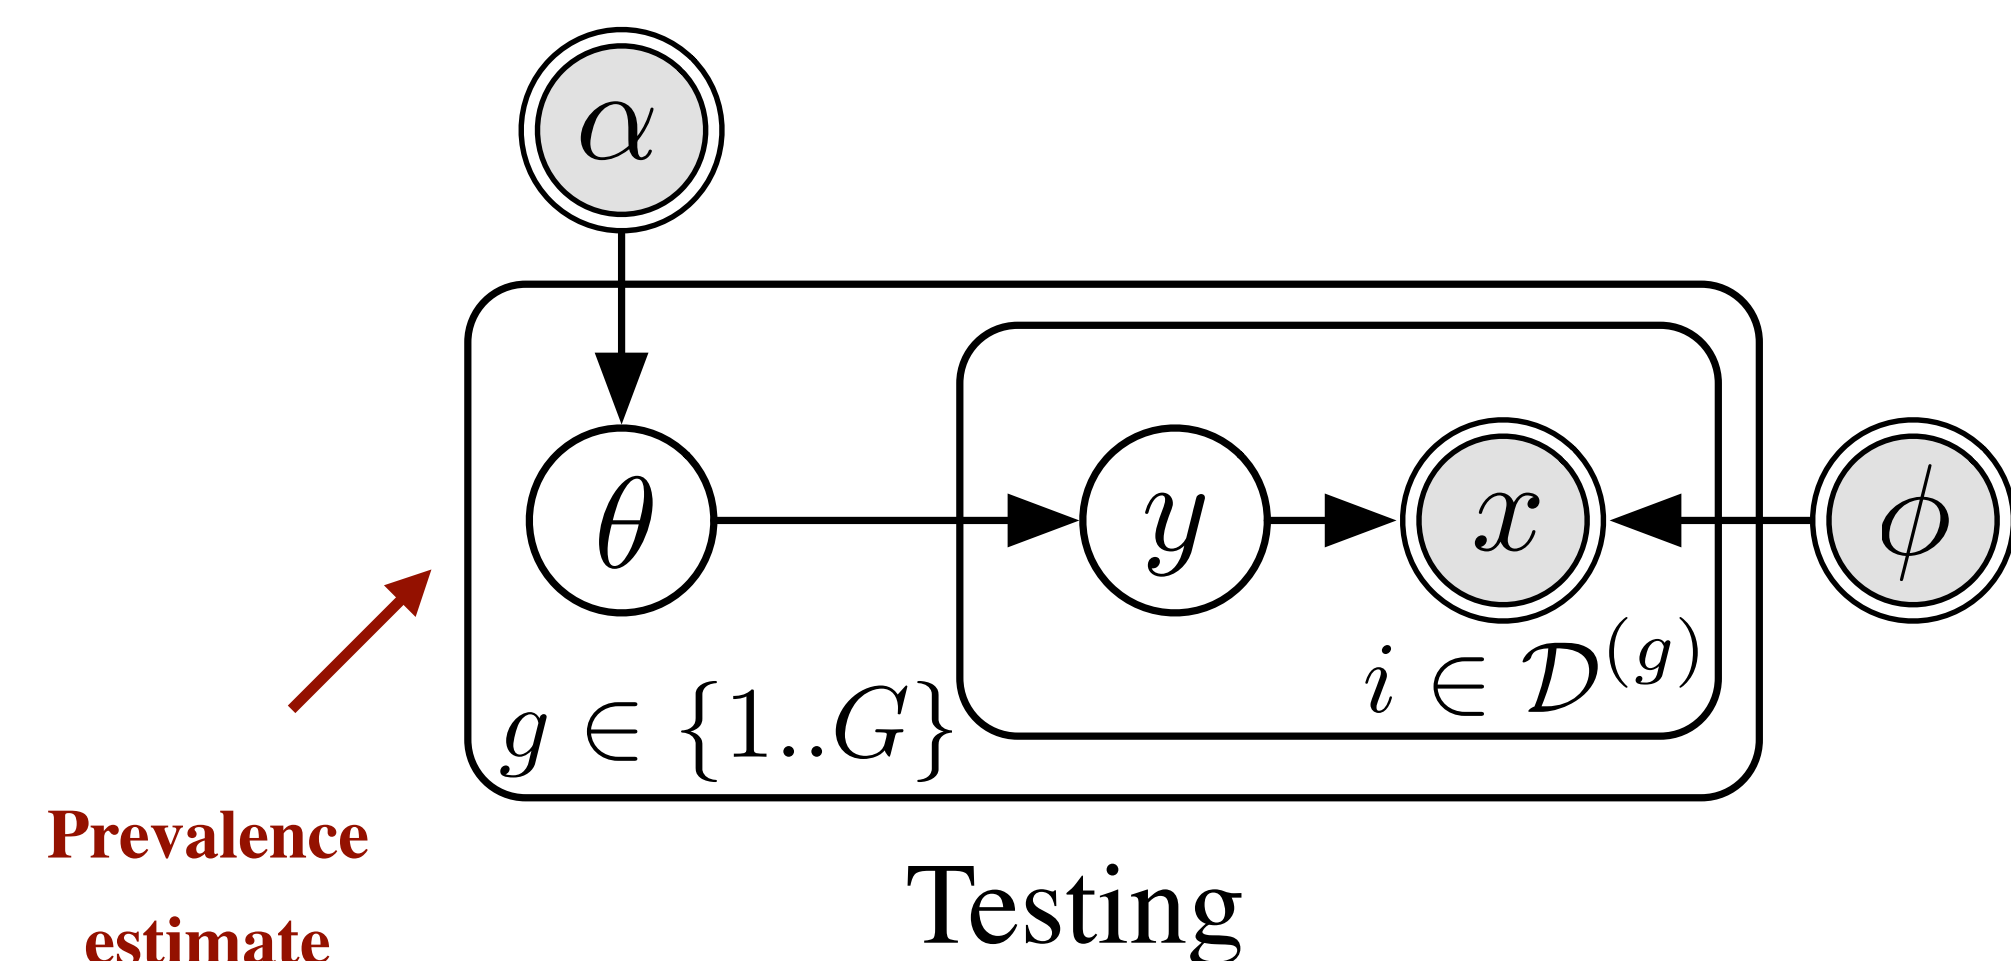 α
θ
y
x
ϕ
i ∈ 𝒟^(g)
g ∈ {1..G}
Prevalence
estimate
Testing